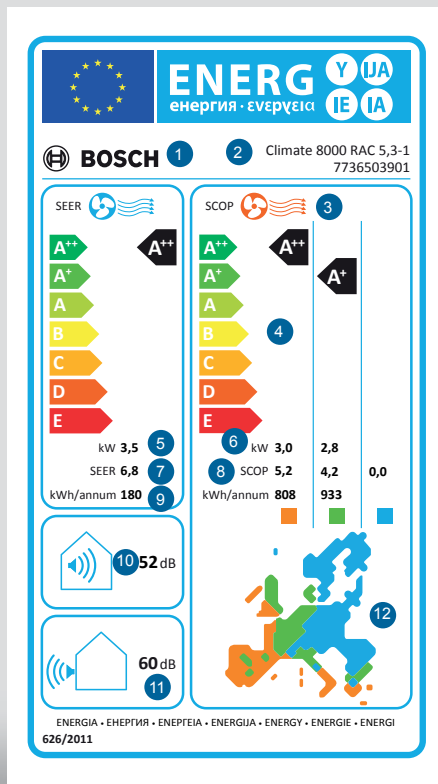 ENERG Y IJA
енергия · ενεργεια IE IA
BOSCH 1 2 Climate 8000 RAC 5,3-1
7736503901
SEER
A++
A++
A+
A
B
C
D
E
kW 3,5 5
SEER 6,8 7
kWh/annum 180 9
SCOP 3
A++
A++
A+
A+
A
B 4
C
D
E
6 kW 3,0 2,8
8 SCOP 5,2 4,2 0,0
kWh/annum 808 933
10 52 dB
60 dB
11
12
ENERGIA • ЕНЕРГИЯ • ΕΝΕΡΓΕΙΑ • ENERGIJA • ENERGY • ENERGIE • ENERGI
626/2011